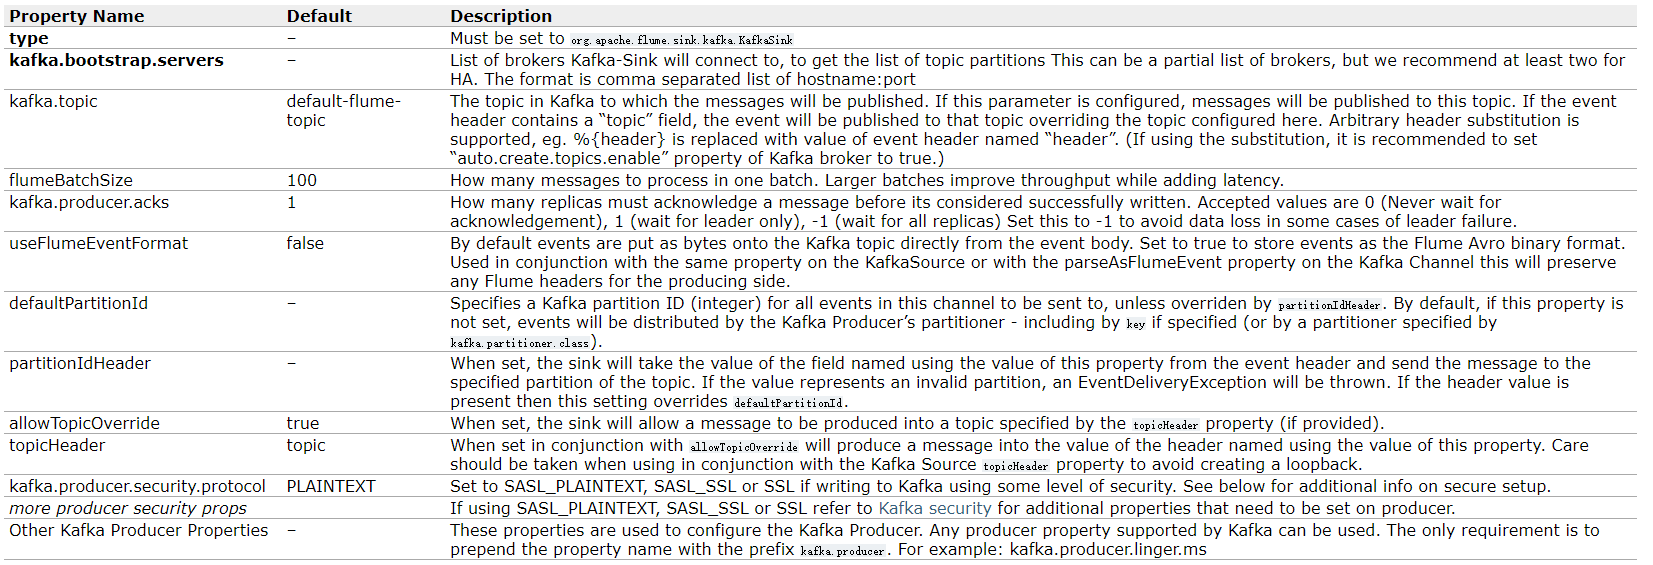 Property Name Default Description
type – Must be set to org.apache.flume.sink.kafka.KafkaSink
kafka.bootstrap.servers – List of brokers Kafka-Sink will connect to, to get the list of topic partitions This can be a partial list of brokers, but we recommend at least two for
HA. The format is comma separated list of hostname:port
kafka.topic default-flume- The topic in Kafka to which the messages will be published. If this parameter is configured, messages will be published to this topic. If the event
topic header contains a “topic” field, the event will be published to that topic overriding the topic configured here. Arbitrary header substitution is
supported, eg. %{header} is replaced with value of event header named “header”. (If using the substitution, it is recommended to set
“auto.create.topics.enable” property of Kafka broker to true.)
flumeBatchSize 100 How many messages to process in one batch. Larger batches improve throughput while adding latency.
kafka.producer.acks 1 How many replicas must acknowledge a message before its considered successfully written. Accepted values are 0 (Never wait for
acknowledgement), 1 (wait for leader only), -1 (wait for all replicas) Set this to -1 to avoid data loss in some cases of leader failure.
useFlumeEventFormat false By default events are put as bytes onto the Kafka topic directly from the event body. Set to true to store events as the Flume Avro binary format.
Used in conjunction with the same property on the KafkaSource or with the parseAsFlumeEvent property on the Kafka Channel this will preserve
any Flume headers for the producing side.
defaultPartitionId – Specifies a Kafka partition ID (integer) for all events in this channel to be sent to, unless overriden by partitionIdHeader. By default, if this property is
not set, events will be distributed by the Kafka Producer’s partitioner - including by key if specified (or by a partitioner specified by
kafka.partitioner.class).
partitionIdHeader – When set, the sink will take the value of the field named using the value of this property from the event header and send the message to the
specified partition of the topic. If the value represents an invalid partition, an EventDeliveryException will be thrown. If the header value is
present then this setting overrides defaultPartitionId.
allowTopicOverride true When set, the sink will allow a message to be produced into a topic specified by the topicHeader property (if provided).
topicHeader topic When set in conjunction with allowTopicOverride will produce a message into the value of the header named using the value of this property. Care
should be taken when using in conjunction with the Kafka Source topicHeader property to avoid creating a loopback.
kafka.producer.security.protocol PLAINTEXT Set to SASL_PLAINTEXT, SASL_SSL or SSL if writing to Kafka using some level of security. See below for additional info on secure setup.
more producer security props If using SASL_PLAINTEXT, SASL_SSL or SSL refer to Kafka security for additional properties that need to be set on producer.
Other Kafka Producer Properties – These properties are used to configure the Kafka Producer. Any producer property supported by Kafka can be used. The only requirement is to
prepend the property name with the prefix kafka.producer. For example: kafka.producer.linger.ms